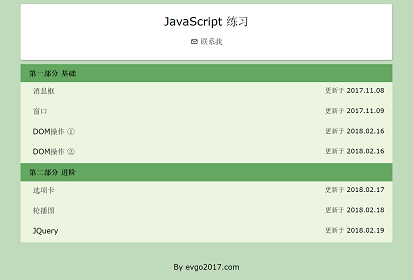 JavaScript 练习
联系我
第一部分 基础
消息框 更新于 2017.11.08
窗口 更新于 2017.11.09
DOM操作 ① 更新于 2018.02.16
DOM操作 ② 更新于 2018.02.16
第二部分 进阶
选项卡 更新于 2018.02.17
轮播图 更新于 2018.02.18
JQuery 更新于 2018.02.19
By evgo2017.com